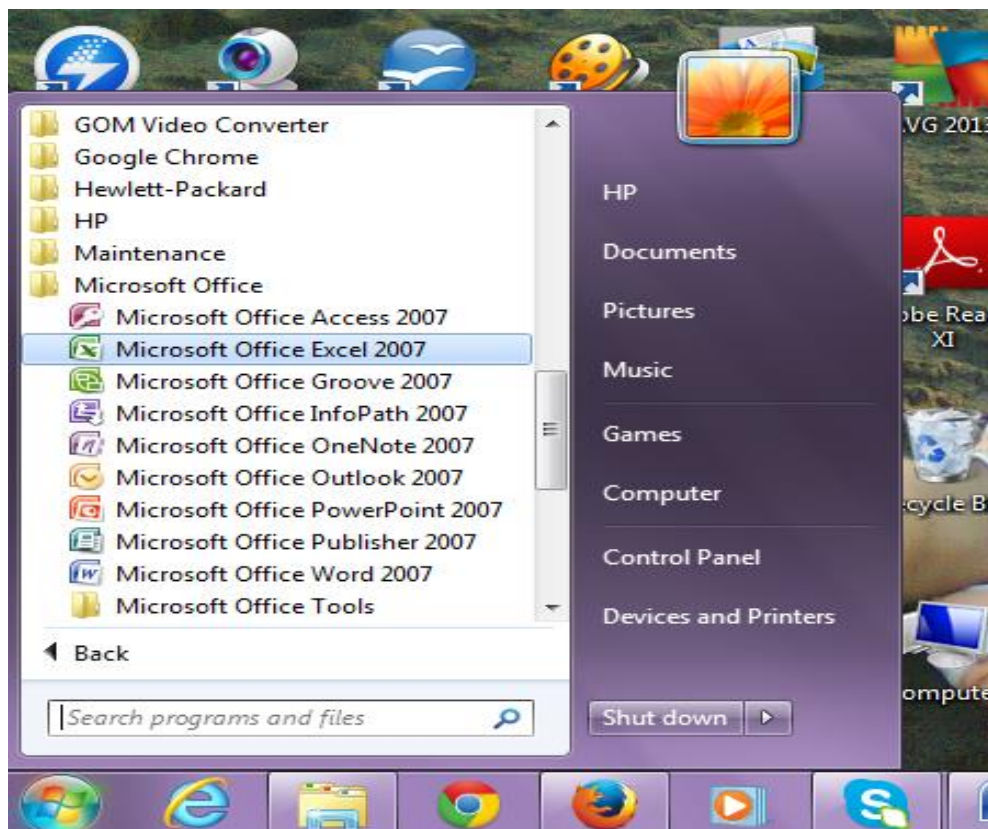 GOM Video Converter
Google Chrome
Hewlett-Packard
HP
Maintenance
Microsoft Office
Microsoft Office Access 2007
Microsoft Office Excel 2007
Microsoft Office Groove 2007
Microsoft Office InfoPath 2007
Microsoft Office OneNote 2007
Microsoft Office Outlook 2007
Microsoft Office PowerPoint 2007
Microsoft Office Publisher 2007
Microsoft Office Word 2007
Microsoft Office Tools
Back
Search programs and files
HP
Documents
Pictures
Music
Games
Computer
Control Panel
Devices and Printers
Shut down
VG 2013
obe Rea
XI
cycle B
ompute